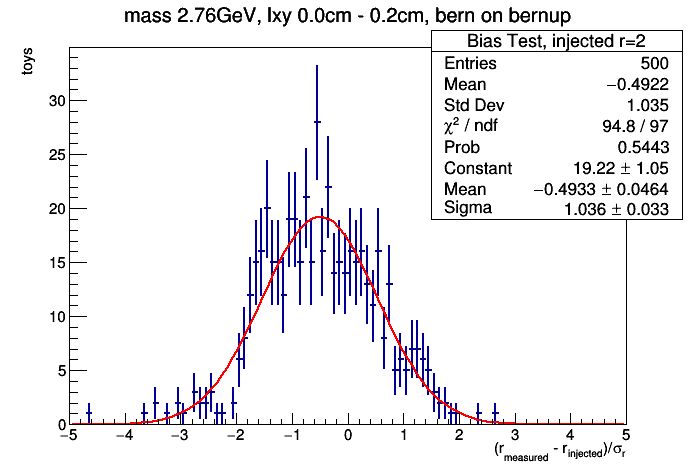 mass 2.76GeV, lxy 0.0cm - 0.2cm, bern on bernup
Bias Test, injected r=2
Entries 500
Mean −0.4922
Std Dev 1.035
χ² / ndf 94.8 / 97
Prob 0.5443
Constant 19.22 ± 1.05
Mean −0.4933 ± 0.0464
Sigma 1.036 ± 0.033
toys
30
25
20
15
10
5
0
−5 −4 −3 −2 −1 0 1 2 3 4 5
(r_measured - r_injected)/σ_r